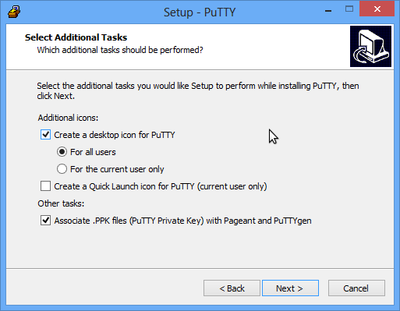 Setup - PuTTY
Select Additional Tasks
Which additional tasks should be performed?
Select the additional tasks you would like Setup to perform while installing PuTTY, then
click Next.
Additional icons:
Create a desktop icon for PuTTY
For all users
For the current user only
Create a Quick Launch icon for PuTTY (current user only)
Other tasks:
Associate .PPK files (PuTTY Private Key) with Pageant and PuTTYgen
< Back
Next >
Cancel